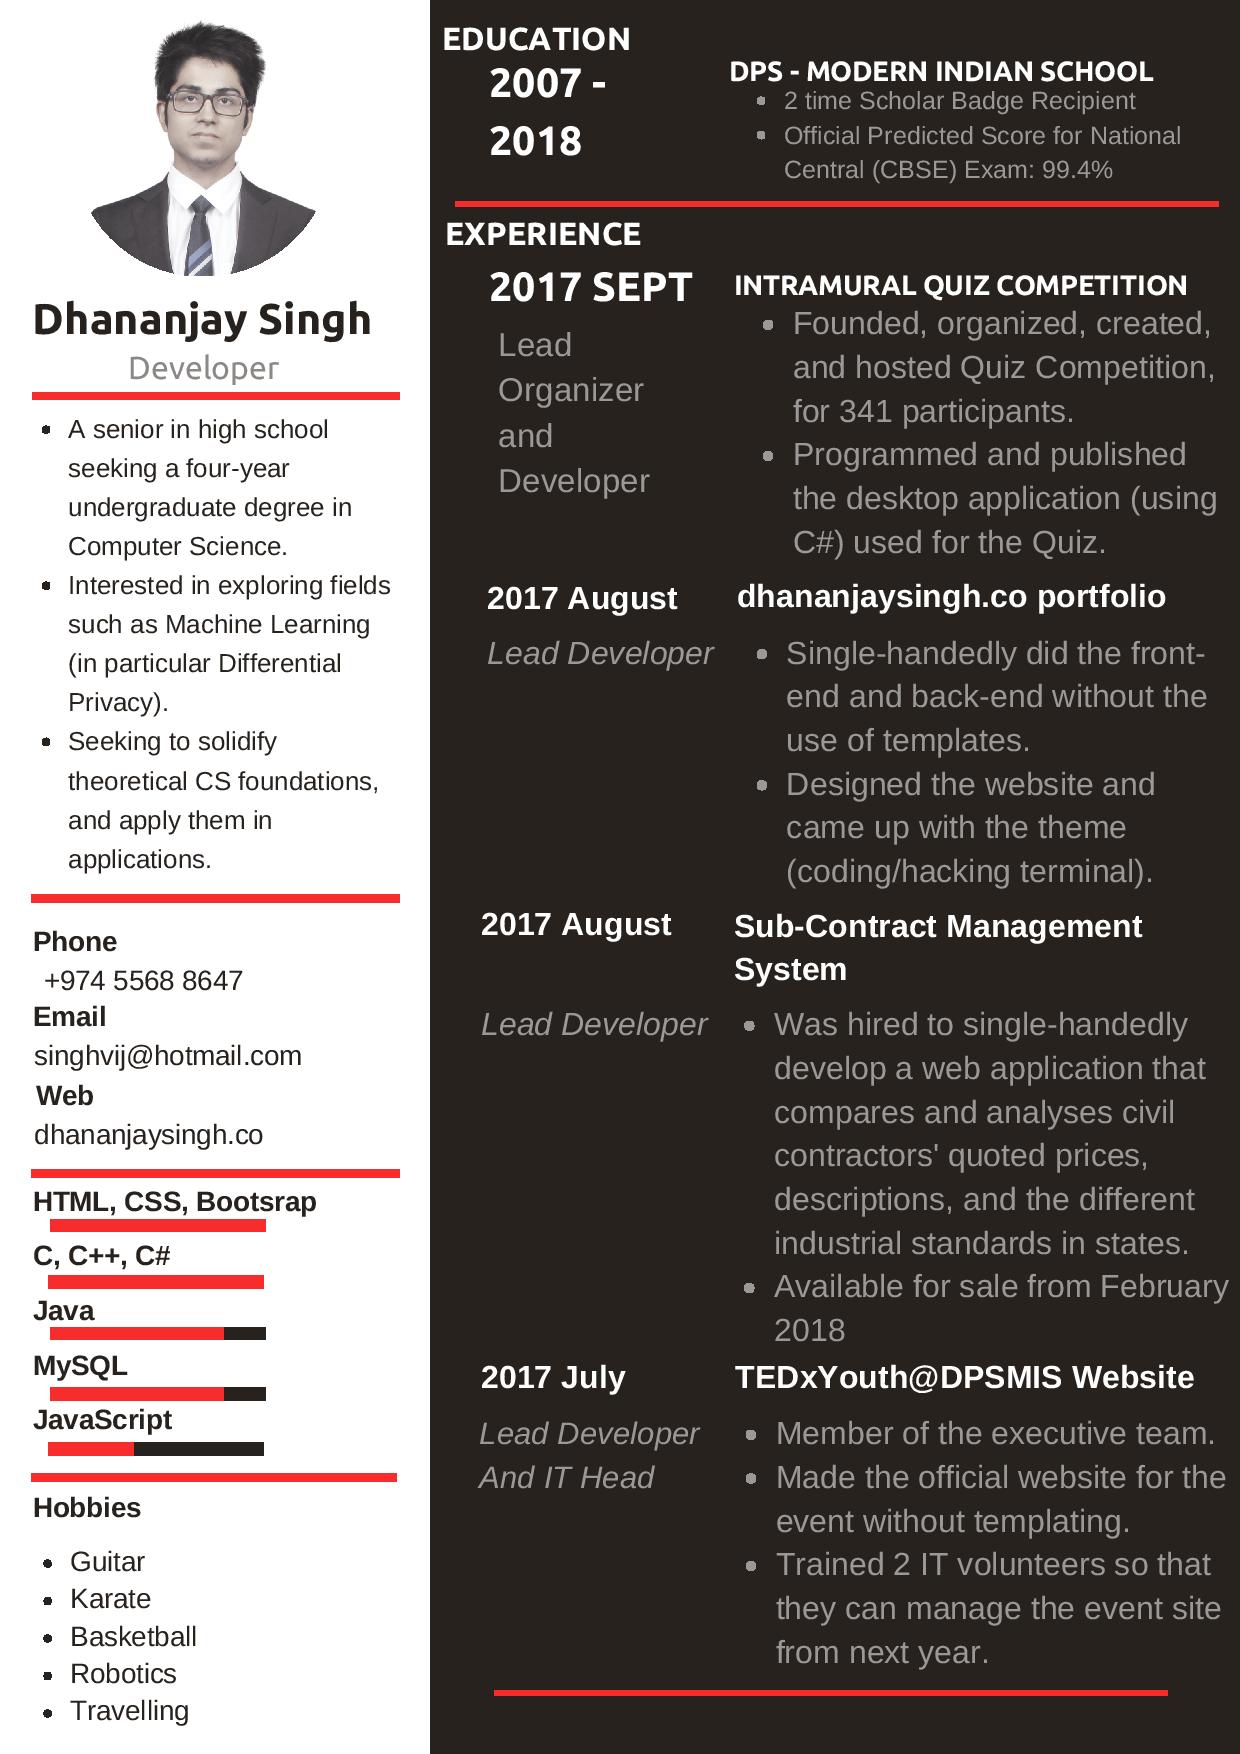 Dhananjay Singh
Developer
A senior in high school
seeking a four-year
undergraduate degree in
Computer Science.
Interested in exploring fields
such as Machine Learning
(in particular Differential
Privacy).
Seeking to solidify
theoretical CS foundations,
and apply them in
applications.
Phone
+974 5568 8647
Email
singhvij@hotmail.com
Web
dhananjaysingh.co
HTML, CSS, Bootsrap
C, C++, C#
Java
MySQL
JavaScript
Hobbies
Guitar
Karate
Basketball
Robotics
Travelling
EDUCATION
2007 -
2018
DPS - MODERN INDIAN SCHOOL
2 time Scholar Badge Recipient
Official Predicted Score for National
Central (CBSE) Exam: 99.4%
EXPERIENCE
2017 SEPT
Lead
Organizer
and
Developer
INTRAMURAL QUIZ COMPETITION
Founded, organized, created,
and hosted Quiz Competition,
for 341 participants.
Programmed and published
the desktop application (using
C#) used for the Quiz.
2017 August
Lead Developer
dhananjaysingh.co portfolio
Single-handedly did the front-
end and back-end without the
use of templates.
Designed the website and
came up with the theme
(coding/hacking terminal).
2017 August
Lead Developer
Sub-Contract Management
System
Was hired to single-handedly
develop a web application that
compares and analyses civil
contractors' quoted prices,
descriptions, and the different
industrial standards in states.
Available for sale from February
2018
2017 July
Lead Developer
And IT Head
TEDxYouth@DPSMIS Website
Member of the executive team.
Made the official website for the
event without templating.
Trained 2 IT volunteers so that
they can manage the event site
from next year.